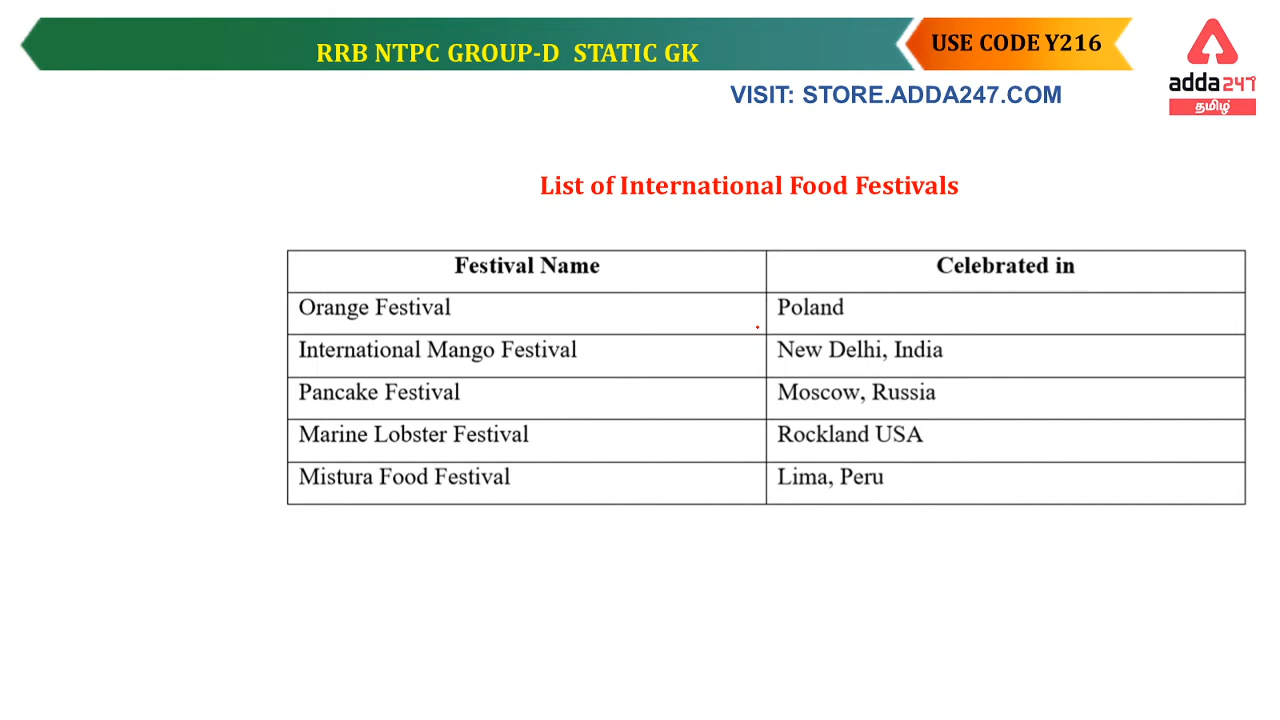 RRB NTPC GROUP-D STATIC GK
USE CODE Y216
adda247
தமிழ்
VISIT: STORE.ADDA247.COM
List of International Food Festivals
Festival Name Celebrated in
Orange Festival Poland
International Mango Festival New Delhi, India
Pancake Festival Moscow, Russia
Marine Lobster Festival Rockland USA
Mistura Food Festival Lima, Peru